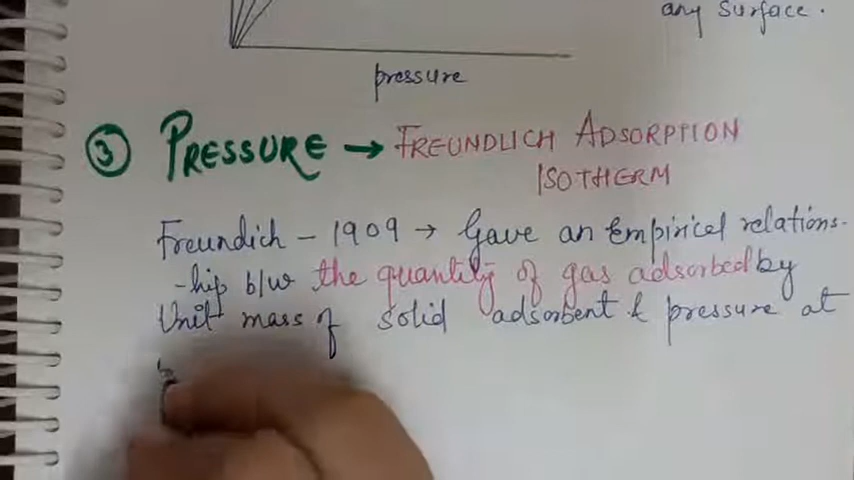 any surface.
pressure
③ PRESSURE → FREUNDLICH ADSORPTION
ISOTHERM
Freundich - 1909 → Gave an Empirical relations-
-hip b/w the quantity of gas adsorbed by
Unit mass of solid adsorbent & pressure at